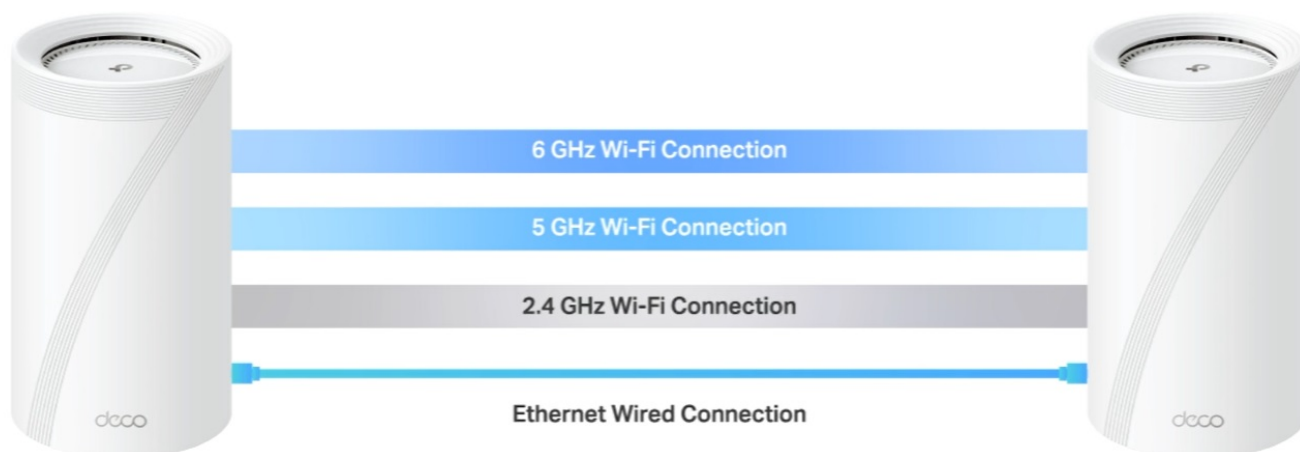 6 GHz Wi-Fi Connection
5 GHz Wi-Fi Connection
2.4 GHz Wi-Fi Connection
Ethernet Wired Connection
deco
deco